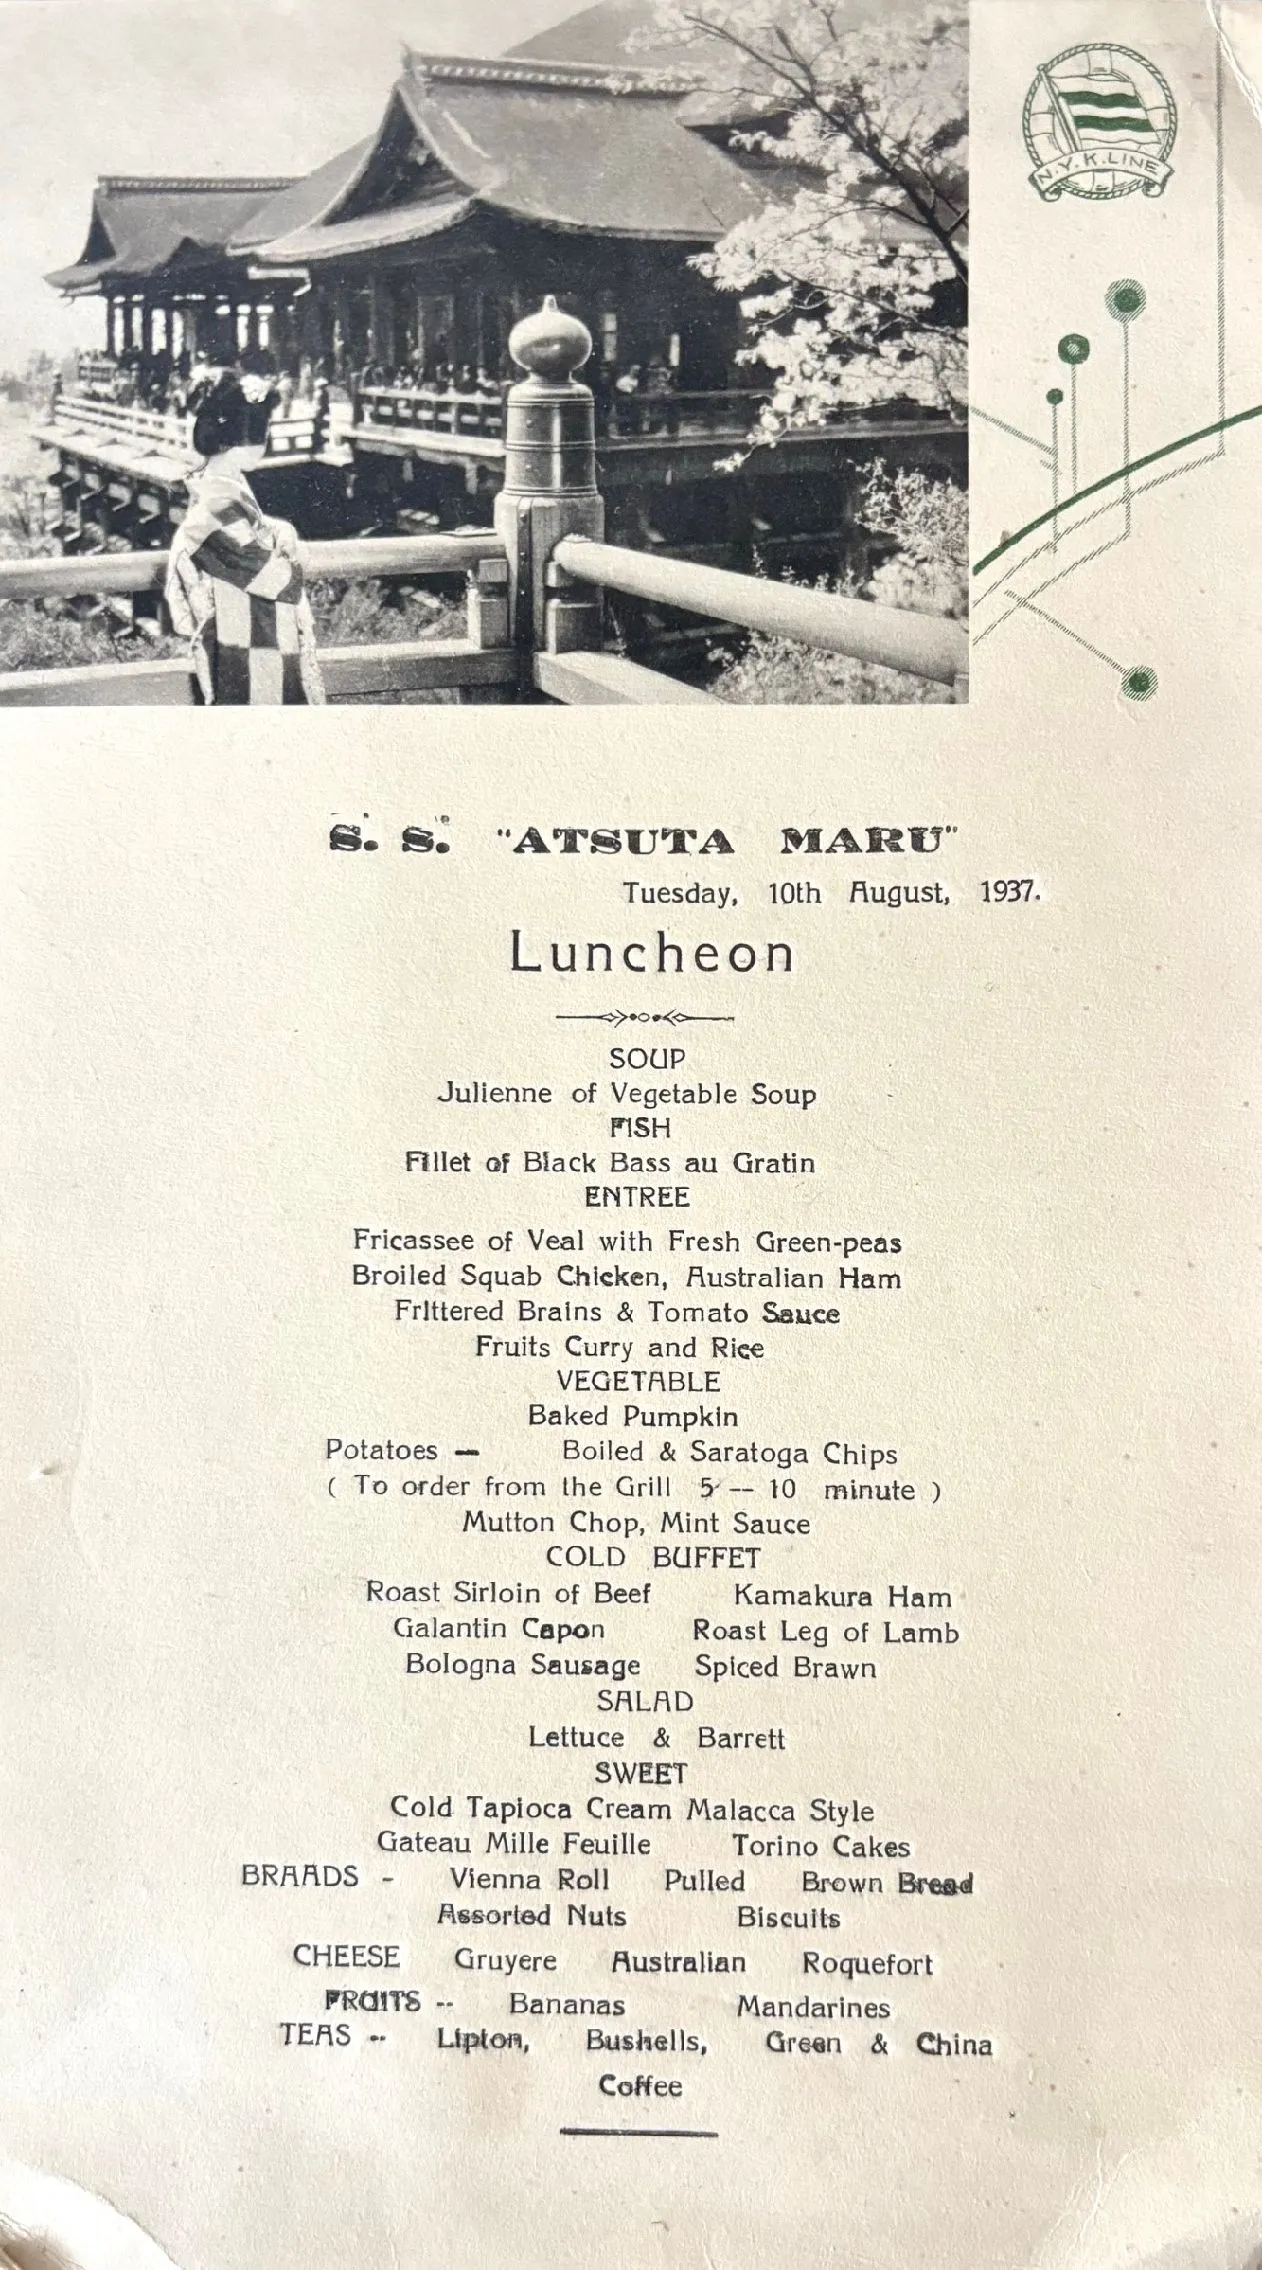 N.Y.K.LINE
S. S. "ATSUTA MARU"
Tuesday, 10th August, 1937.
Luncheon
SOUP
Julienne of Vegetable Soup
FISH
Fillet of Black Bass au Gratin
ENTREE
Fricassee of Veal with Fresh Green-peas
Broiled Squab Chicken, Australian Ham
Frittered Brains & Tomato Sauce
Fruits Curry and Rice
VEGETABLE
Baked Pumpkin
Potatoes — Boiled & Saratoga Chips
( To order from the Grill 5 -- 10 minute )
Mutton Chop, Mint Sauce
COLD BUFFET
Roast Sirloin of Beef Kamakura Ham
Galantin Capon Roast Leg of Lamb
Bologna Sausage Spiced Brawn
SALAD
Lettuce & Barrett
SWEET
Cold Tapioca Cream Malacca Style
Gateau Mille Feuille Torino Cakes
BRAADS - Vienna Roll Pulled Brown Bread
Assorted Nuts Biscuits
CHEESE Gruyere Australian Roquefort
FRUITS -- Bananas Mandarines
TEAS -- Lipton, Bushells, Green & China
Coffee